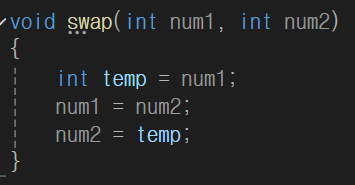 void swap(int num1, int num2)
{
    int temp = num1;
    num1 = num2;
    num2 = temp;
}